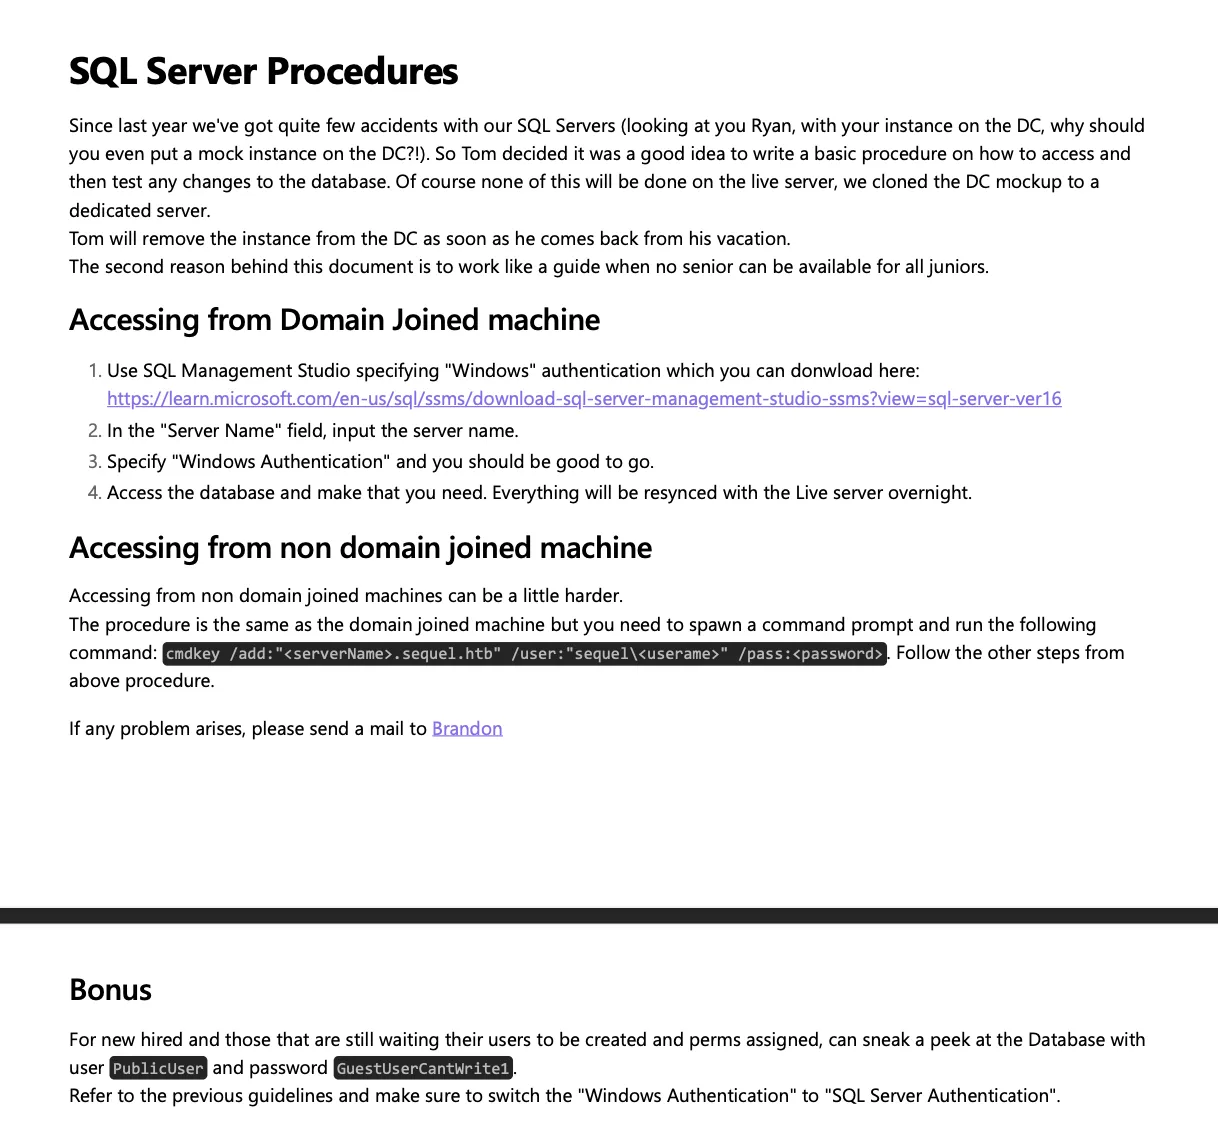 SQL Server Procedures
Since last year we've got quite few accidents with our SQL Servers (looking at you Ryan, with your instance on the DC, why should
you even put a mock instance on the DC?!). So Tom decided it was a good idea to write a basic procedure on how to access and
then test any changes to the database. Of course none of this will be done on the live server, we cloned the DC mockup to a
dedicated server.
Tom will remove the instance from the DC as soon as he comes back from his vacation.
The second reason behind this document is to work like a guide when no senior can be available for all juniors.
Accessing from Domain Joined machine
1. Use SQL Management Studio specifying "Windows" authentication which you can donwload here:
https://learn.microsoft.com/en-us/sql/ssms/download-sql-server-management-studio-ssms?view=sql-server-ver16
2. In the "Server Name" field, input the server name.
3. Specify "Windows Authentication" and you should be good to go.
4. Access the database and make that you need. Everything will be resynced with the Live server overnight.
Accessing from non domain joined machine
Accessing from non domain joined machines can be a little harder.
The procedure is the same as the domain joined machine but you need to spawn a command prompt and run the following
command: cmdkey /add:"<serverName>.sequel.htb" /user:"sequel\<userame>" /pass:<password>. Follow the other steps from
above procedure.
If any problem arises, please send a mail to Brandon
Bonus
For new hired and those that are still waiting their users to be created and perms assigned, can sneak a peek at the Database with
user PublicUser and password GuestUserCantWrite1.
Refer to the previous guidelines and make sure to switch the "Windows Authentication" to "SQL Server Authentication".